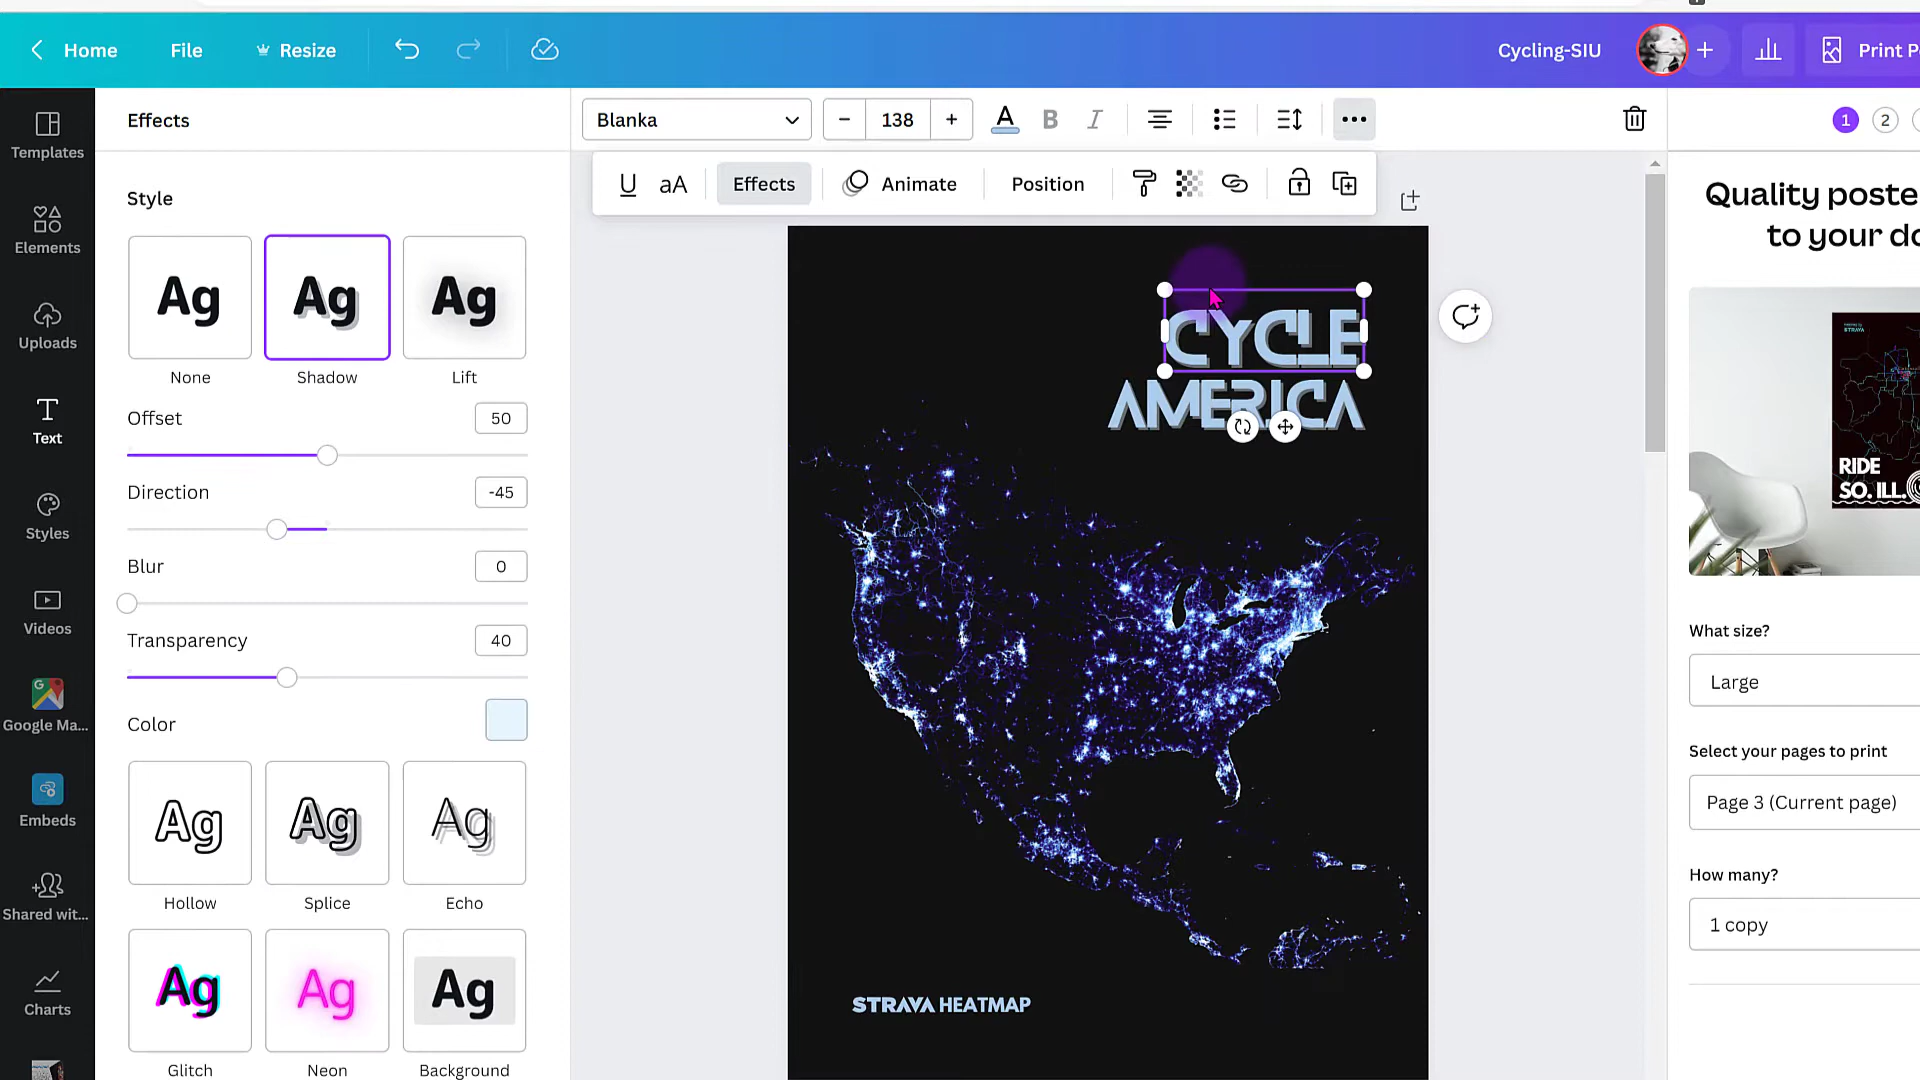 Home File Resize Cycling-SIU Print P
Templates
Elements
Uploads
Text
Styles
Videos
Google Ma...
Embeds
Shared wit...
Charts
Effects
Style
Ag Ag Ag
None Shadow Lift
Offset 50
Direction -45
Blur 0
Transparency 40
Color
Ag Ag Ag
Hollow Splice Echo
Ag Ag Ag
Glitch Neon Background
Blanka 138 A B I
U aA Effects Animate Position
CYCLE
AMERICA
STRAVA HEATMAP
1 2
Quality poste
to your do
RIDE
SO. ILL.
What size?
Large
Select your pages to print
Page 3 (Current page)
How many?
1 copy